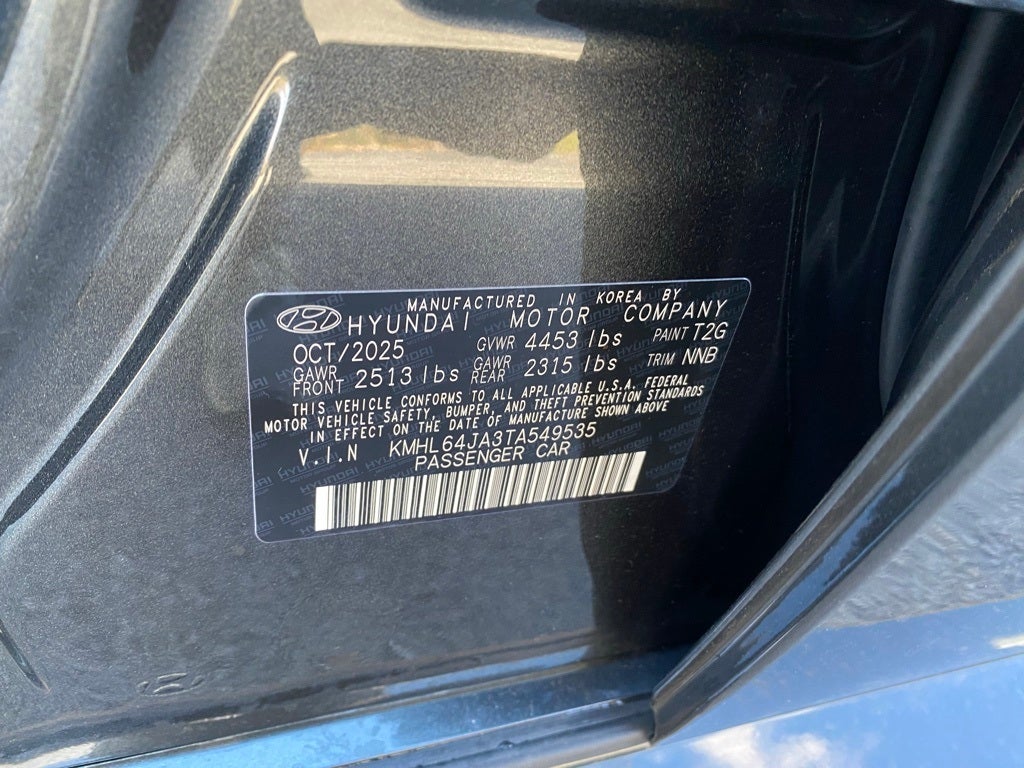 MANUFACTURED IN KOREA BY
HYUNDAI MOTOR COMPANY
OCT/2025 GVWR 4453 lbs PAINT T2G
GAWR FRONT 2513 lbs GAWR REAR 2315 lbs TRIM NNB
THIS VEHICLE CONFORMS TO ALL APPLICABLE U.S.A. FEDERAL
MOTOR VEHICLE SAFETY, BUMPER, AND THEFT PREVENTION STANDARDS
IN EFFECT ON THE DATE OF MANUFACTURE SHOWN ABOVE
V.I.N KMHL64JA3TA549535
PASSENGER CAR